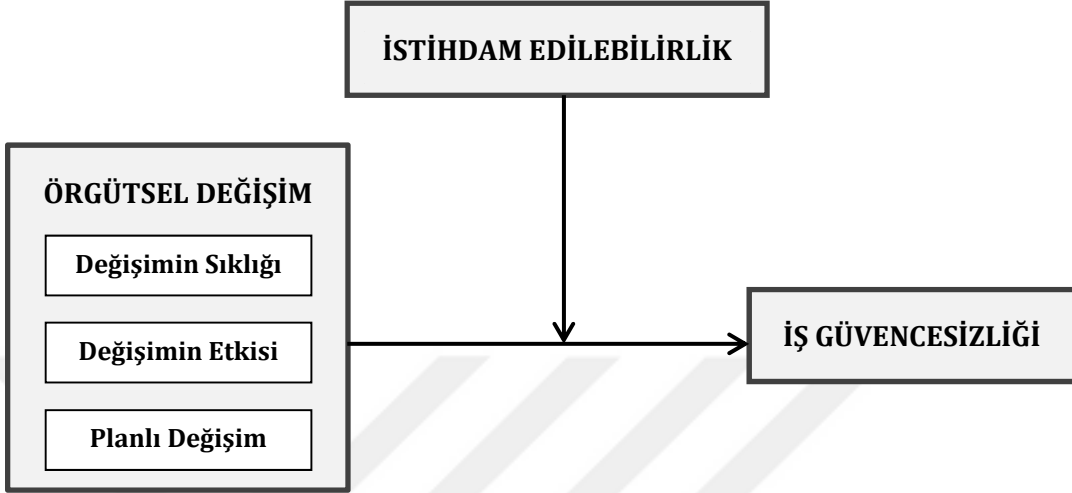 İSTİHDAM EDİLEBİLİRLİK
ÖRGÜTSEL DEĞİŞİM
Değişimin Sıklığı
Değişimin Etkisi
Planlı Değişim
İŞ GÜVENCESİZLİĞİ